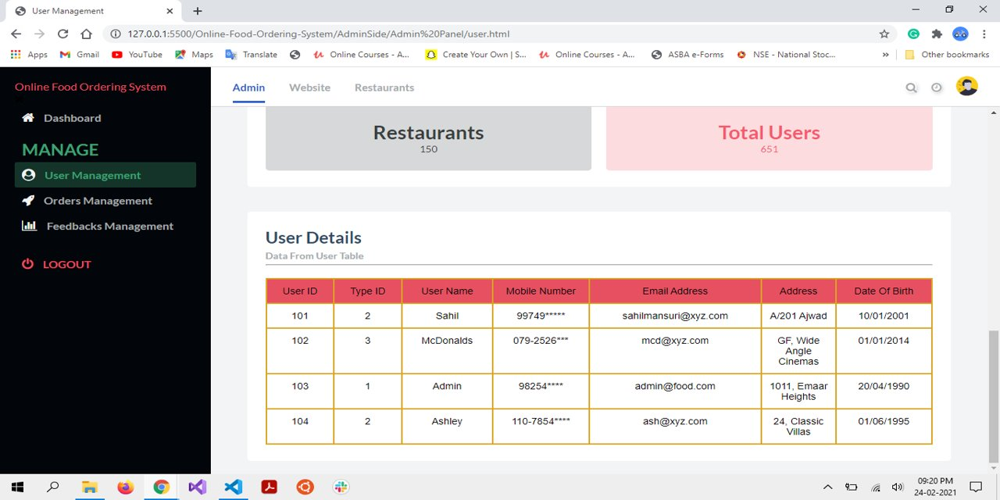 User Management
127.0.0.1:5500/Online-Food-Ordering-System/AdminSide/Admin%20Panel/user.html
Apps Gmail YouTube Maps Translate Online Courses - A... Create Your Own | S... Online Courses - A... ASBA e-Forms NSE - National Stoc... » Other bookmarks
Online Food Ordering System
Admin Website Restaurants
Dashboard
MANAGE
User Management
Orders Management
Feedbacks Management
LOGOUT
Restaurants
150
Total Users
651
User Details
Data From User Table
User ID Type ID User Name Mobile Number Email Address Address Date Of Birth
101 2 Sahil 99749***** sahilmansuri@xyz.com A/201 Ajwad 10/01/2001
102 3 McDonalds 079-2526*** mcd@xyz.com GF, Wide 01/01/2014
Angle
Cinemas
103 1 Admin 98254**** admin@food.com 1011, Emaar 20/04/1990
Heights
104 2 Ashley 110-7854**** ash@xyz.com 24, Classic 01/06/1995
Villas
09:20 PM
24-02-2021